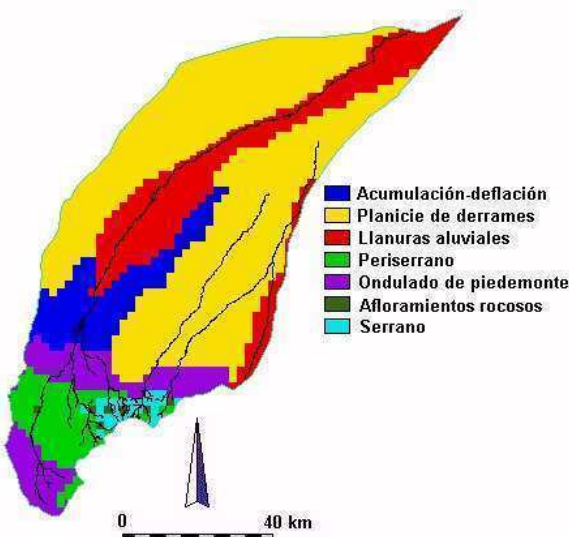 Acumulación-deflación
Planicie de derrames
Llanuras aluviales
Periserrano
Ondulado de piedemonte
Afloramientos rocosos
Serrano
0 40 km